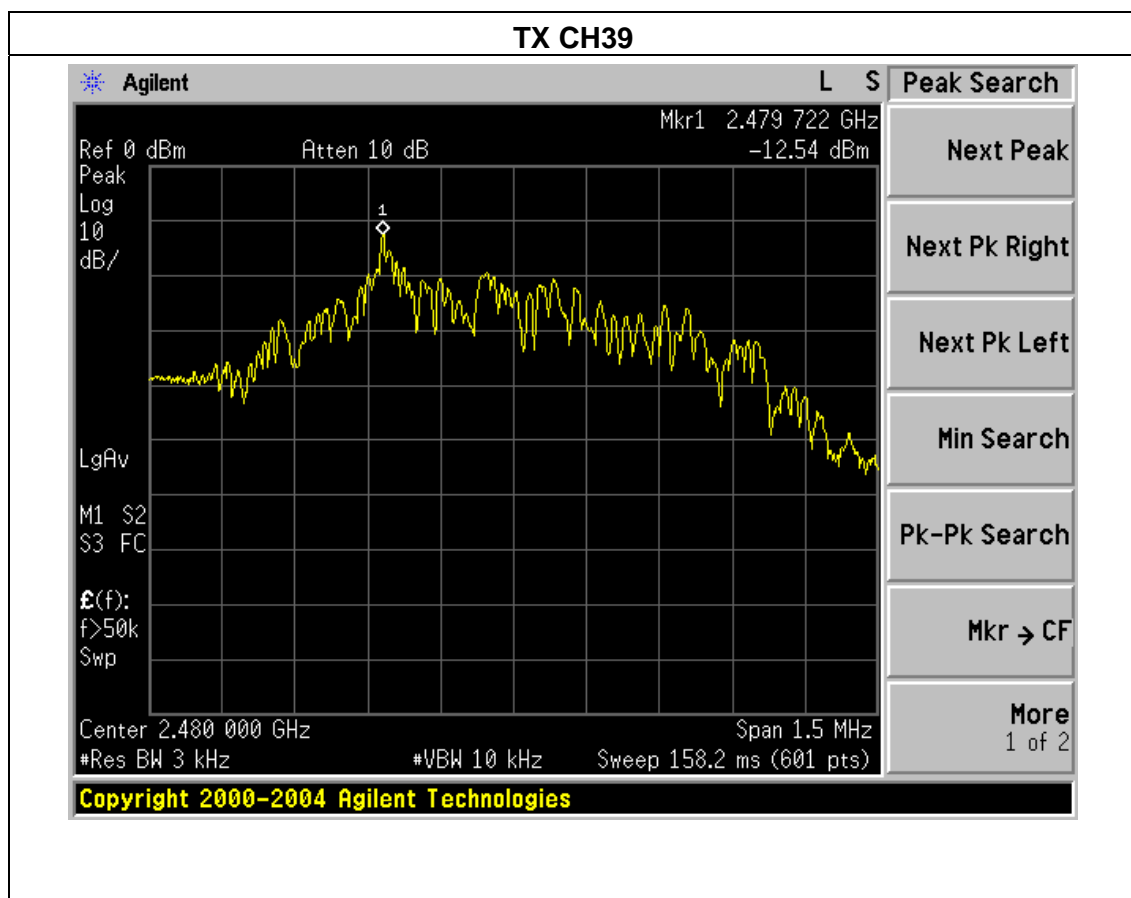 TX CH39
Agilent L S Peak Search
Mkr1 2.479 722 GHz
Ref 0 dBm Atten 10 dB -12.54 dBm
Peak
Log
10
dB/
1
LgAv
M1 S2
S3 FC
£(f):
f>50k
Swp
Center 2.480 000 GHz Span 1.5 MHz
#Res BW 3 kHz #VBW 10 kHz Sweep 158.2 ms (601 pts)
Copyright 2000-2004 Agilent Technologies
Next Peak
Next Pk Right
Next Pk Left
Min Search
Pk-Pk Search
Mkr → CF
More
1 of 2